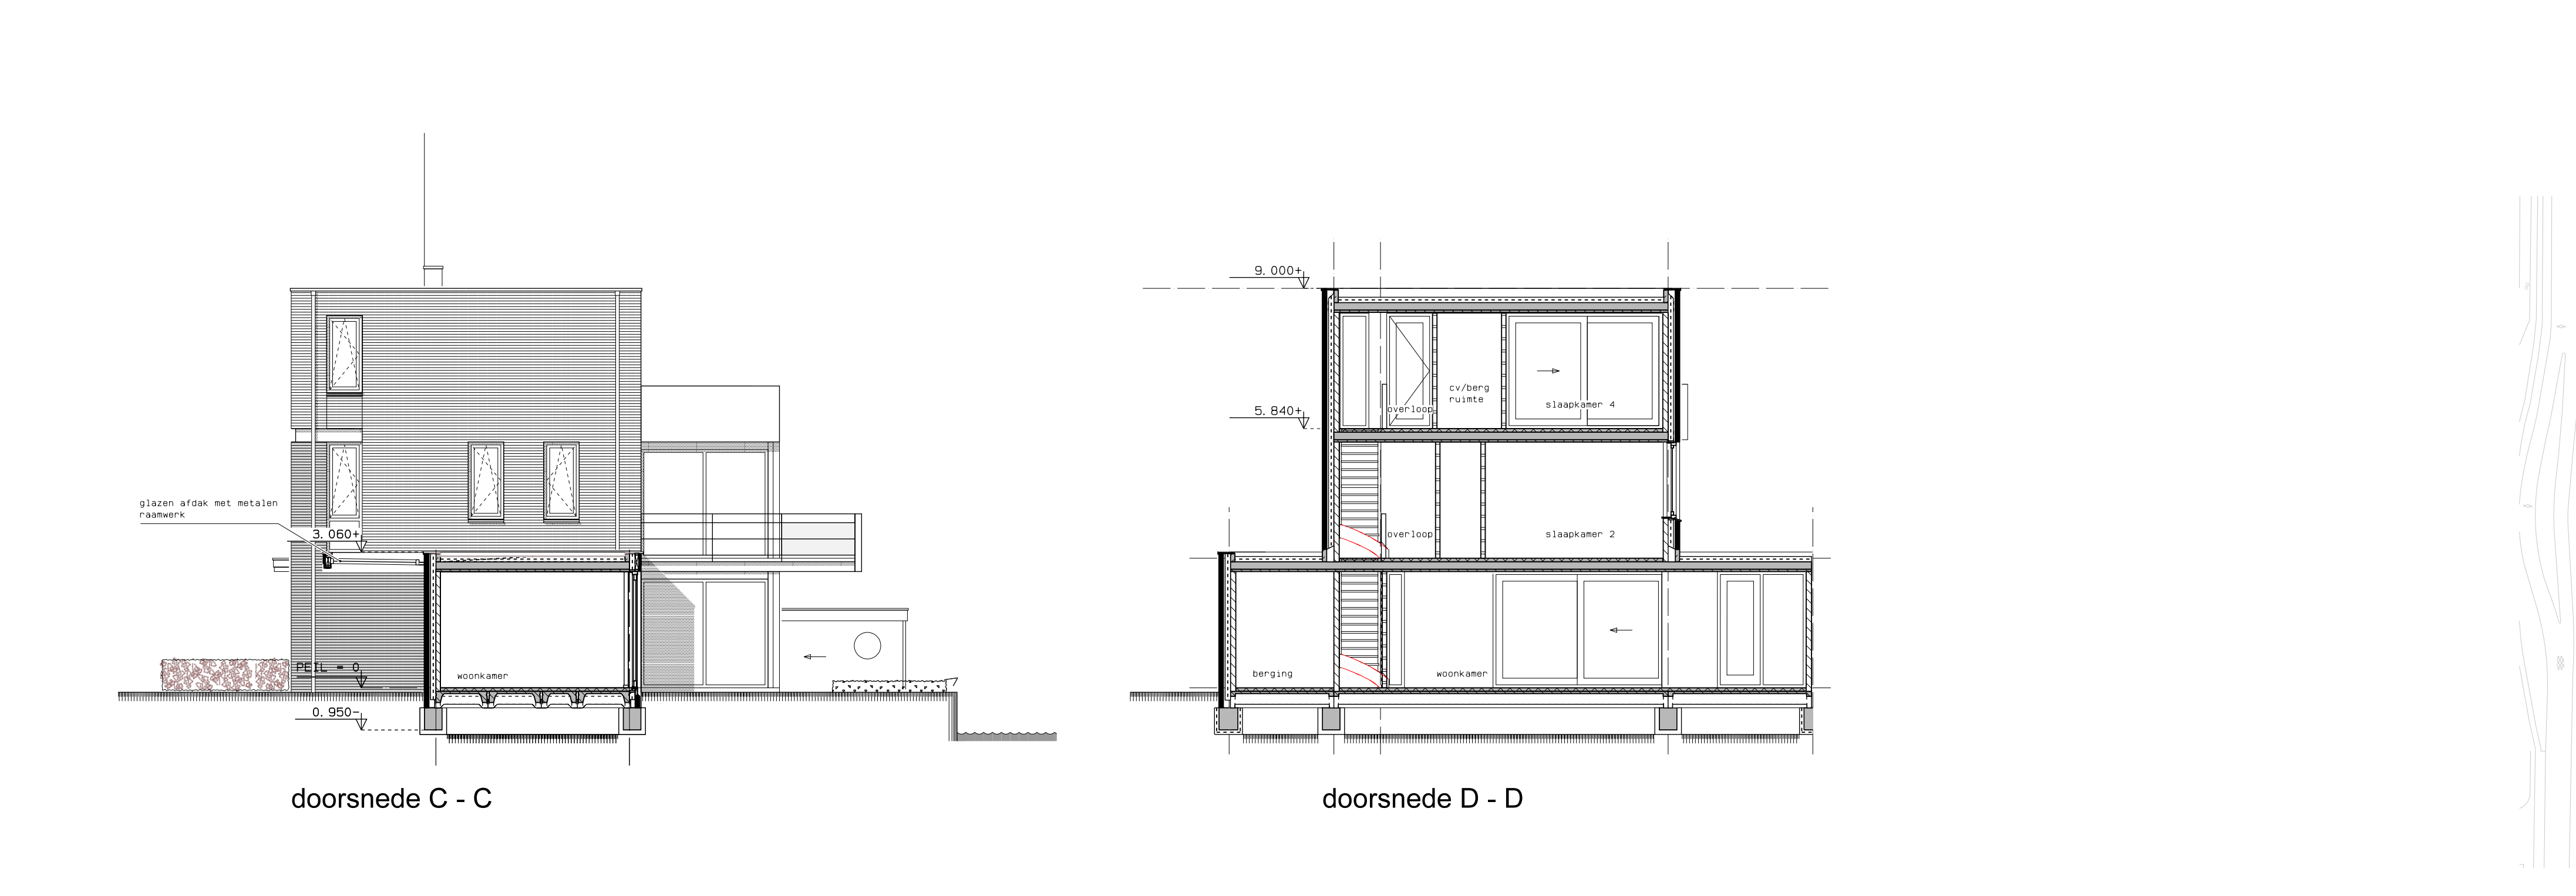 glazen afdak met metalen
raamwerk
3.060+
PEIL = 0
woonkamer
0.950-
doorsnede C - C
9.000+
5.840+
cv/berg
ruimte
overloop
slaapkamer 4
overloop
slaapkamer 2
berging
woonkamer
doorsnede D - D